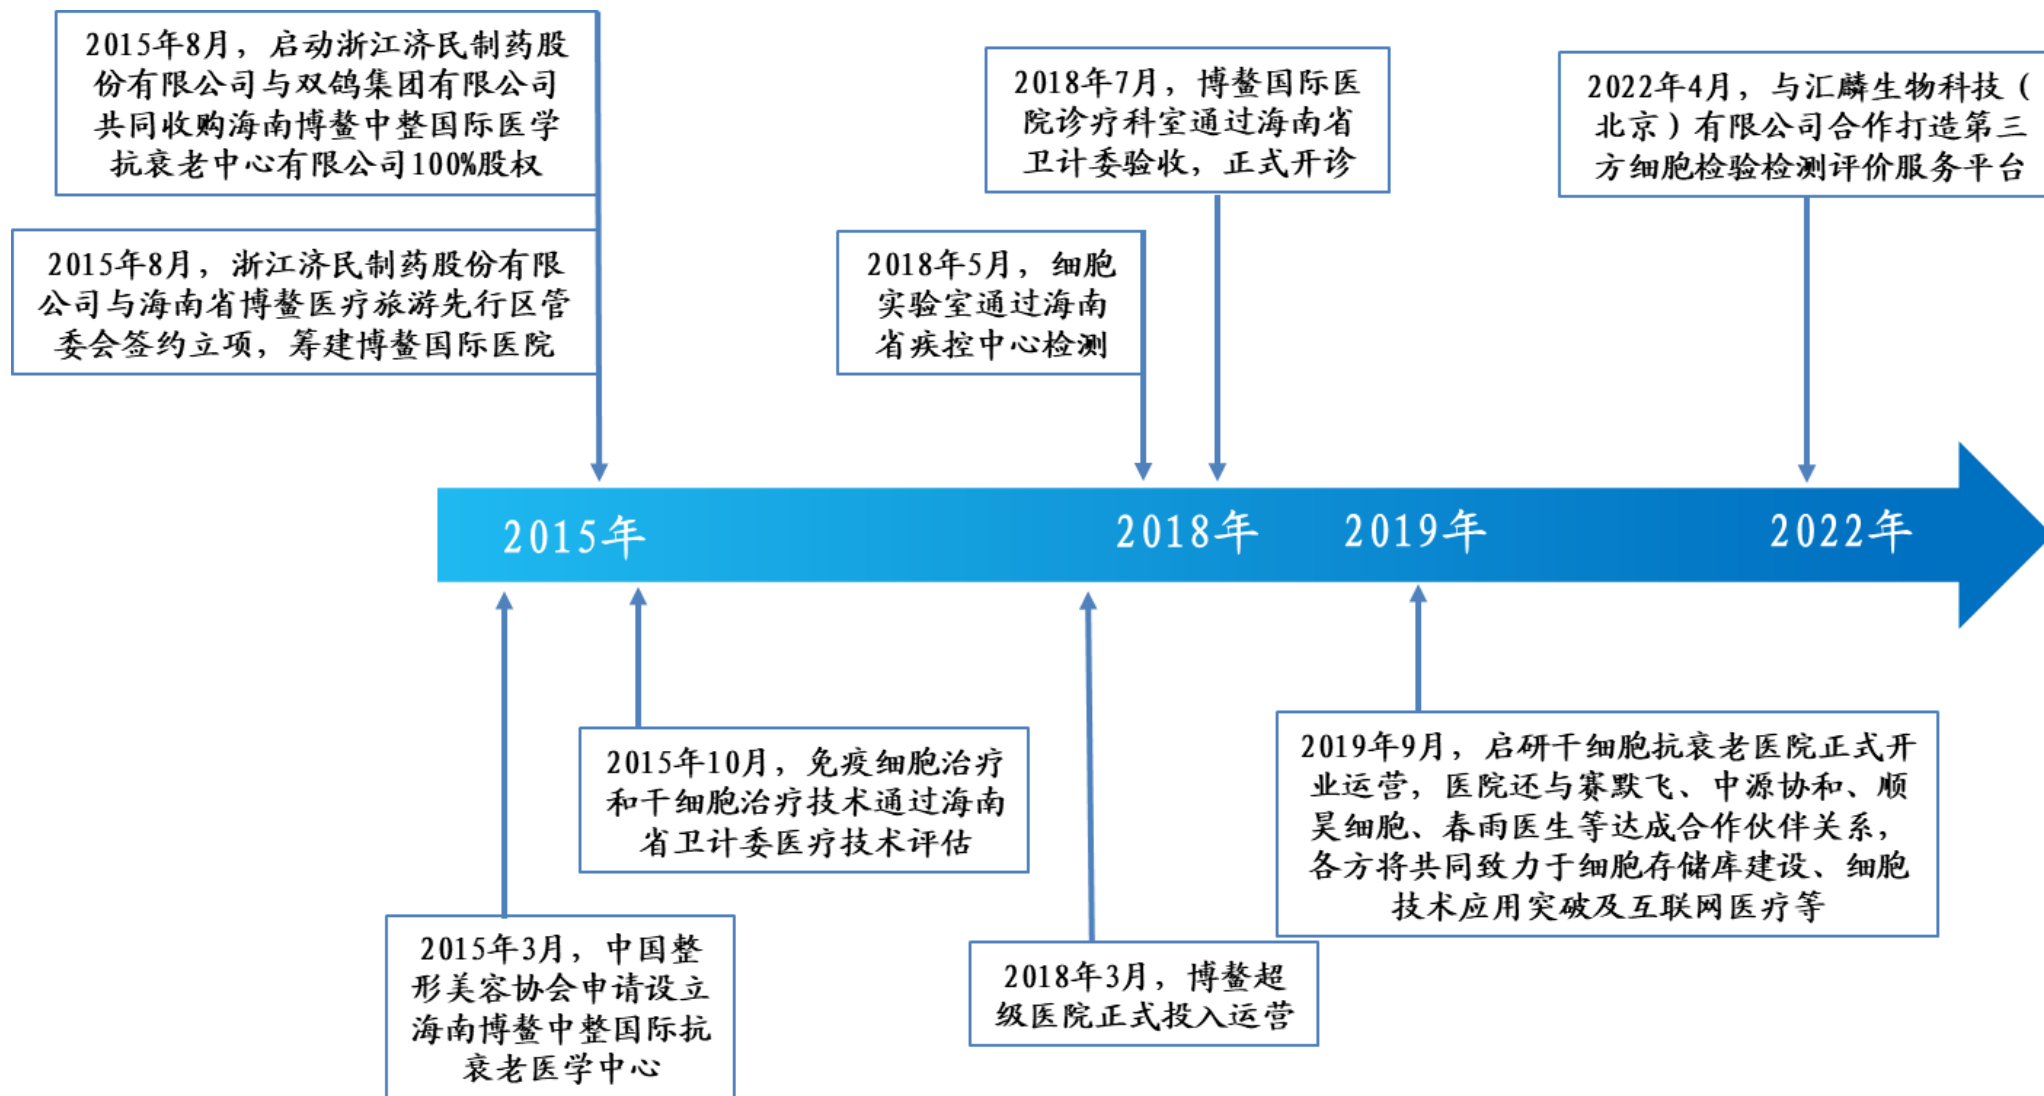 2015年8月，启动浙江济民制药股
份有限公司与双鸽集团有限公司
共同收购海南博鳌中整国际医学
抗衰老中心有限公司100%股权
2015年8月，浙江济民制药股份有限
公司与海南省博鳌医疗旅游先行区管
委会签约立项，筹建博鳌国际医院
2018年7月，博鳌国际医
院诊疗科室通过海南省
卫计委验收，正式开诊
2018年5月，细胞
实验室通过海南
省疾控中心检测
2022年4月，与汇麟生物科技（
北京）有限公司合作打造第三
方细胞检验检测评价服务平台
2015年
2018年
2019年
2022年
2015年10月，免疫细胞治疗
和干细胞治疗技术通过海南
省卫计委医疗技术评估
2015年3月，中国整
形美容协会申请设立
海南博鳌中整国际抗
衰老医学中心
2018年3月，博鳌超
级医院正式投入运营
2019年9月，启研干细胞抗衰老医院正式开
业运营，医院还与赛默飞、中源协和、顺
昊细胞、春雨医生等达成合作伙伴关系，
各方将共同致力于细胞存储库建设、细胞
技术应用突破及互联网医疗等